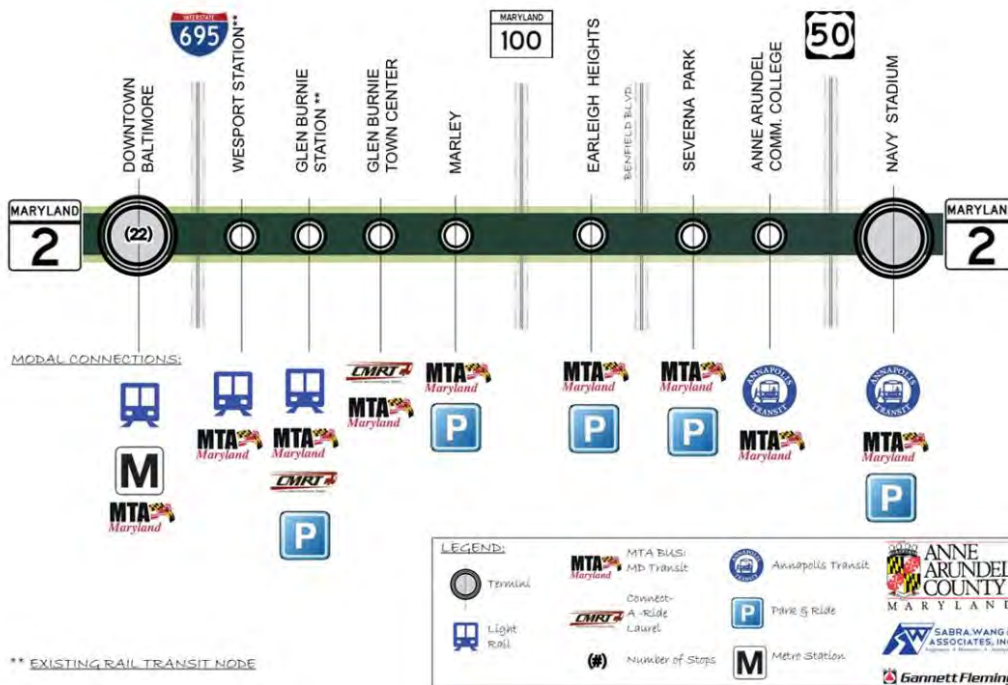 INTERSTATE
695
MARYLAND
100
50
DOWNTOWN
BALTIMORE
WESPORT STATION**
GLEN BURNIE
STATION **
GLEN BURNIE
TOWN CENTER
MARLEY
EARLEIGH HEIGHTS
BENFIELD BLVD.
SEVERNA PARK
ANNE ARUNDEL
COMM. COLLEGE
NAVY STADIUM
MARYLAND
2
(22)
MARYLAN
2
MODAL CONNECTIONS:
M
MTA
Maryland
MTA
Maryland
MTA
Maryland
CMRT
P
CMRT
MTA
Maryland
MTA
Maryland
P
MTA
Maryland
P
MTA
Maryland
P
ANNAPOLIS
TRANSIT
MTA
Maryland
ANNAPOLIS
TRANSIT
MTA
Maryland
P
LEGEND:
Termini
Light
Rail
MTA
Maryland
MTA BUS:
MD Transit
CMRT
Connect-
A-Ride
Laurel
(#) Number of Stops
ANNAPOLIS
TRANSIT
Annapolis Transit
P Park & Ride
M Metro Station
ANNE
ARUNDEL
COUNTY
MARYLAND
SABRA, WANG &
ASSOCIATES, INC
Gannett Fleming
** EXISTING RAIL TRANSIT NODE